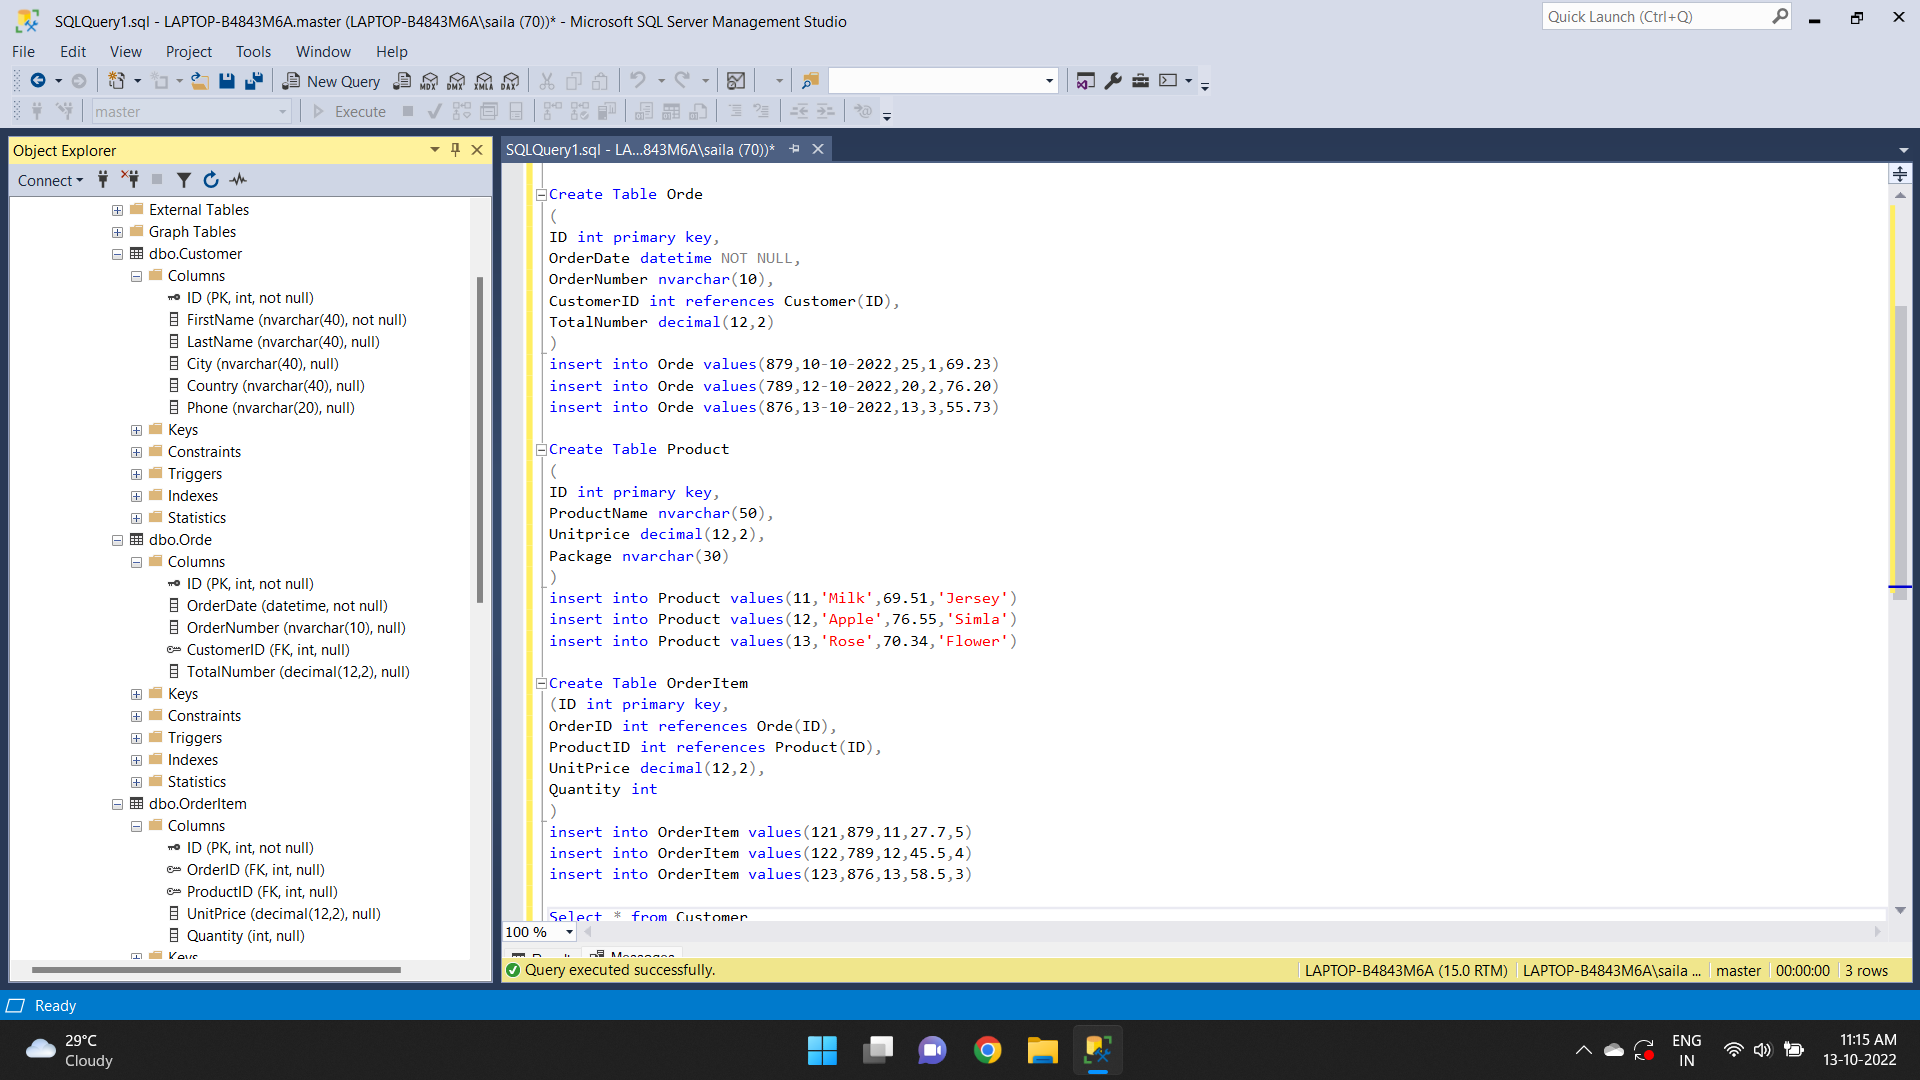 SQLQuery1.sql - LAPTOP-B4843M6A.master (LAPTOP-B4843M6A\saila (70))* - Microsoft SQL Server Management Studio
Quick Launch (Ctrl+Q)
File Edit View Project Tools Window Help
New Query MDX DMX XMLA DAX
master Execute
Object Explorer
Connect
External Tables
Graph Tables
dbo.Customer
Columns
ID (PK, int, not null)
FirstName (nvarchar(40), not null)
LastName (nvarchar(40), null)
City (nvarchar(40), null)
Country (nvarchar(40), null)
Phone (nvarchar(20), null)
Keys
Constraints
Triggers
Indexes
Statistics
dbo.Orde
Columns
ID (PK, int, not null)
OrderDate (datetime, not null)
OrderNumber (nvarchar(10), null)
CustomerID (FK, int, null)
TotalNumber (decimal(12,2), null)
Keys
Constraints
Triggers
Indexes
Statistics
dbo.OrderItem
Columns
ID (PK, int, not null)
OrderID (FK, int, null)
ProductID (FK, int, null)
UnitPrice (decimal(12,2), null)
Quantity (int, null)
Keys
SQLQuery1.sql - LA...843M6A\saila (70))*
Create Table Orde
(
ID int primary key,
OrderDate datetime NOT NULL,
OrderNumber nvarchar(10),
CustomerID int references Customer(ID),
TotalNumber decimal(12,2)
)
insert into Orde values(879,10-10-2022,25,1,69.23)
insert into Orde values(789,12-10-2022,20,2,76.20)
insert into Orde values(876,13-10-2022,13,3,55.73)
Create Table Product
(
ID int primary key,
ProductName nvarchar(50),
Unitprice decimal(12,2),
Package nvarchar(30)
)
insert into Product values(11,'Milk',69.51,'Jersey')
insert into Product values(12,'Apple',76.55,'Simla')
insert into Product values(13,'Rose',70.34,'Flower')
Create Table OrderItem
(ID int primary key,
OrderID int references Orde(ID),
ProductID int references Product(ID),
UnitPrice decimal(12,2),
Quantity int
)
insert into OrderItem values(121,879,11,27.7,5)
insert into OrderItem values(122,789,12,45.5,4)
insert into OrderItem values(123,876,13,58.5,3)
Select * from Customer
100 %
Messages
Query executed successfully.
LAPTOP-B4843M6A (15.0 RTM) LAPTOP-B4843M6A\saila ... master 00:00:00 3 rows
Ready
29°C
Cloudy
ENG
IN
11:15 AM
13-10-2022